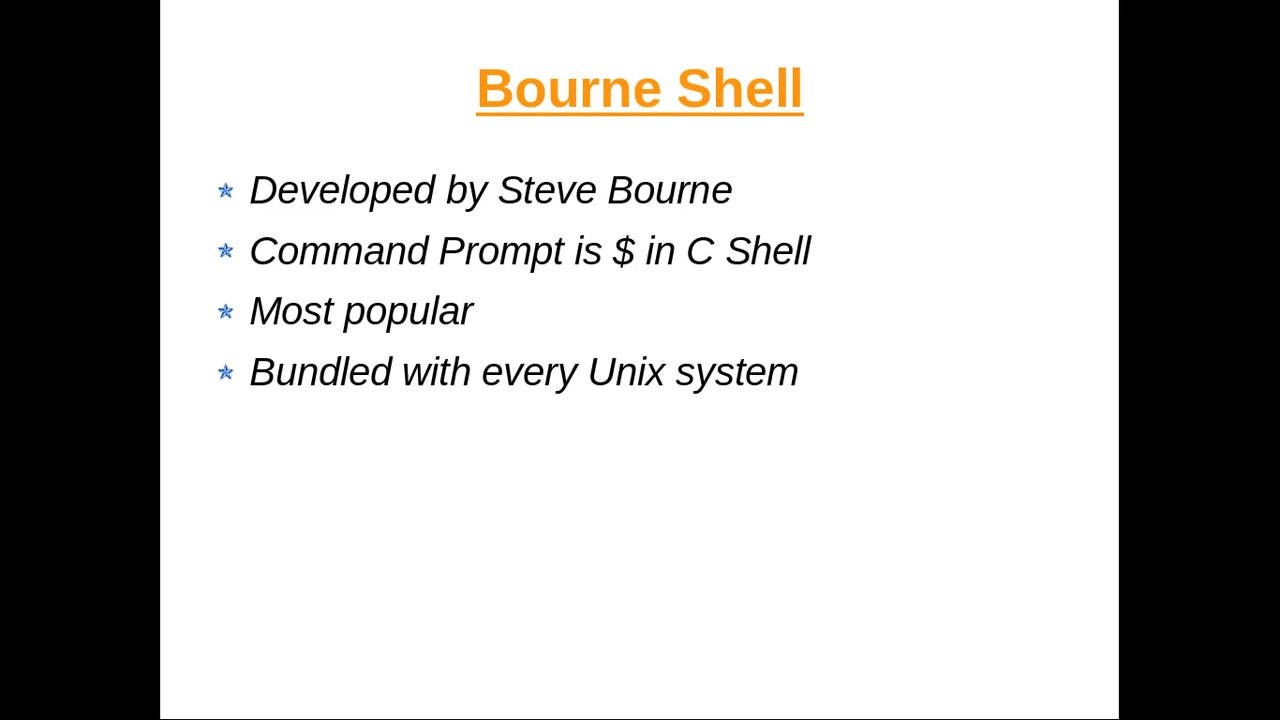 Bourne Shell
Developed by Steve Bourne
Command Prompt is $ in C Shell
Most popular
Bundled with every Unix system